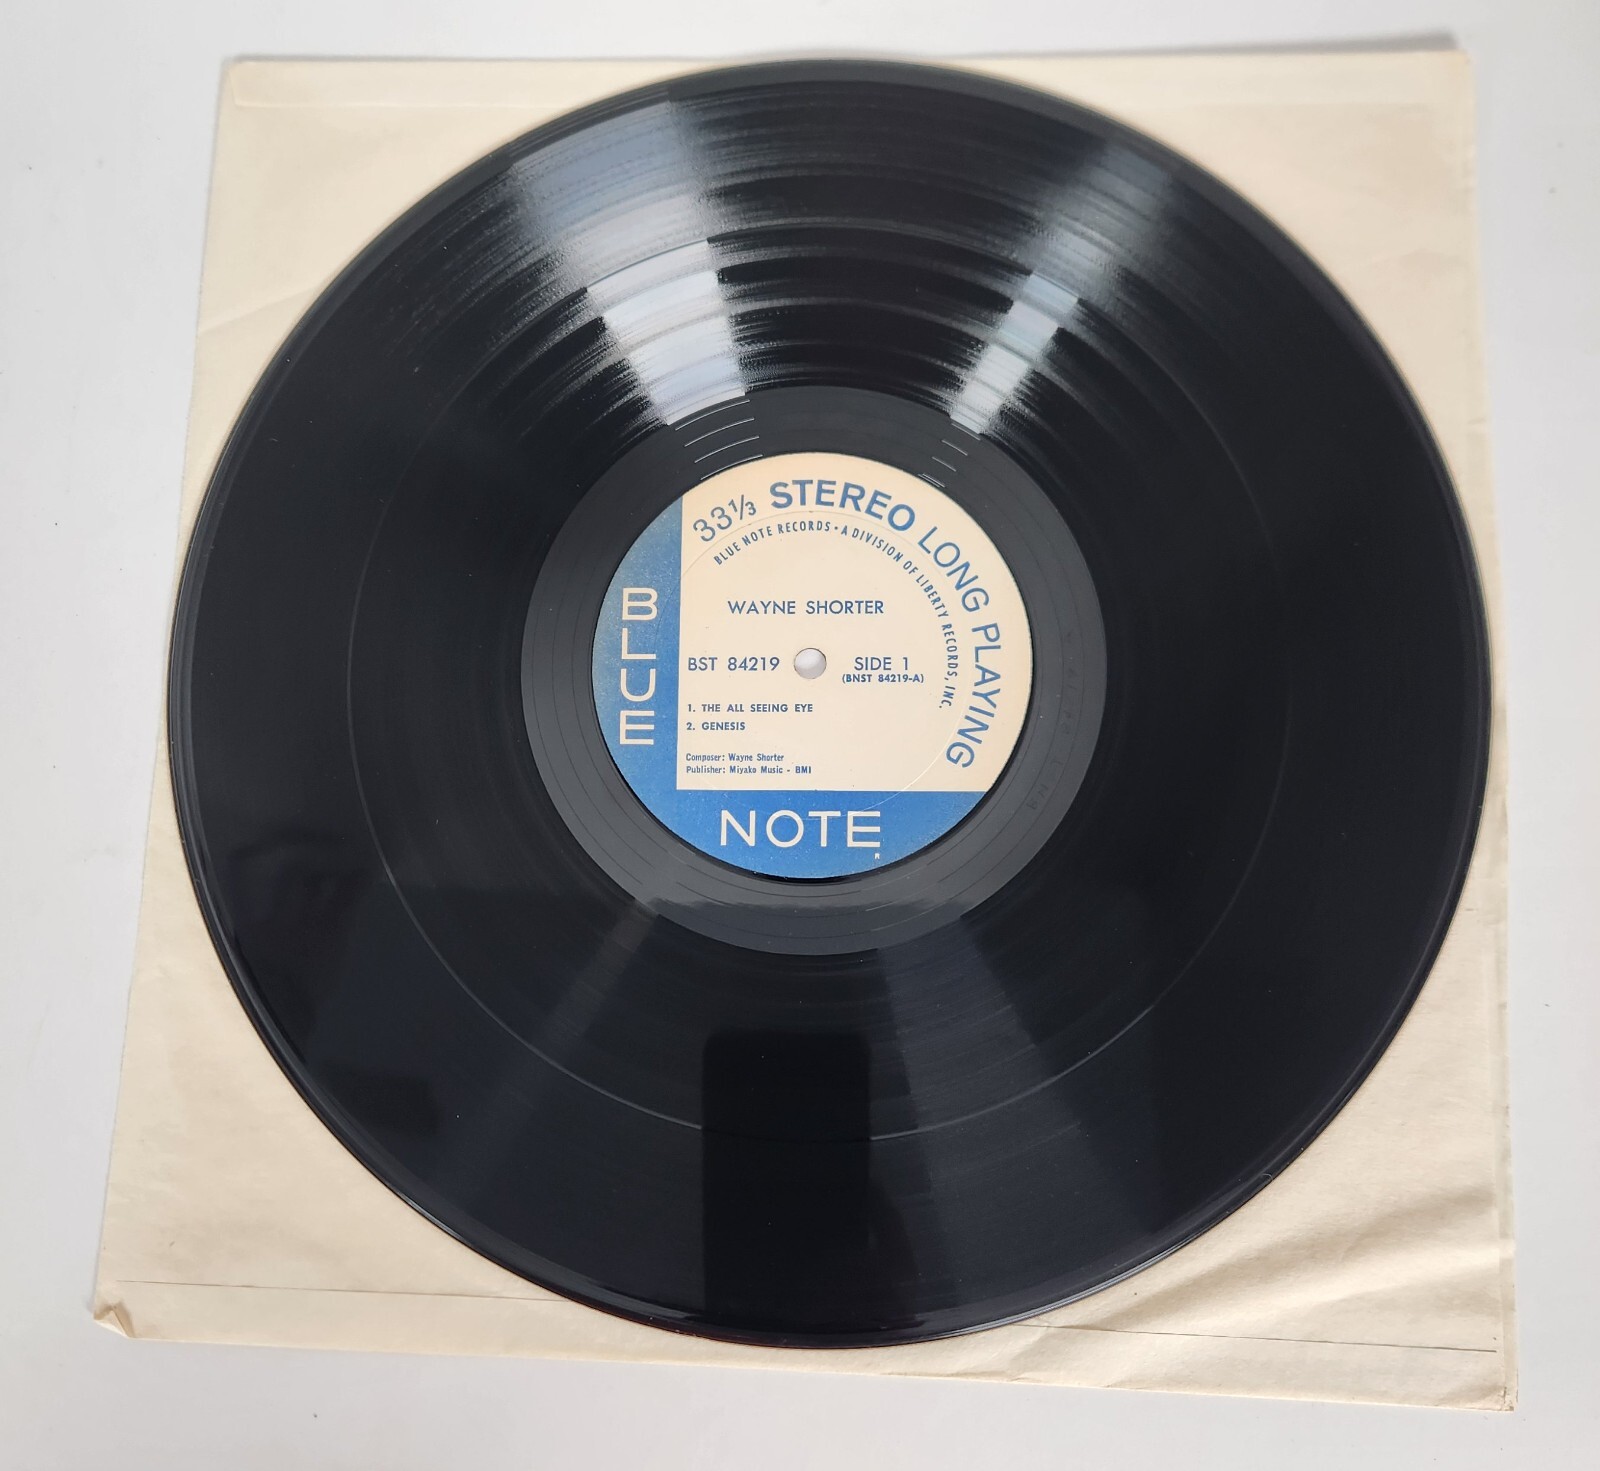 33⅓ STEREO LONG PLAYING
BLUE NOTE RECORDS • A DIVISION OF LIBERTY RECORDS, INC.
WAYNE SHORTER
BST 84219
SIDE 1
(BNST 84219-A)
1. THE ALL SEEING EYE
2. GENESIS
Composer: Wayne Shorter
Publisher: Miyako Music - BMI
BLUE
NOTE